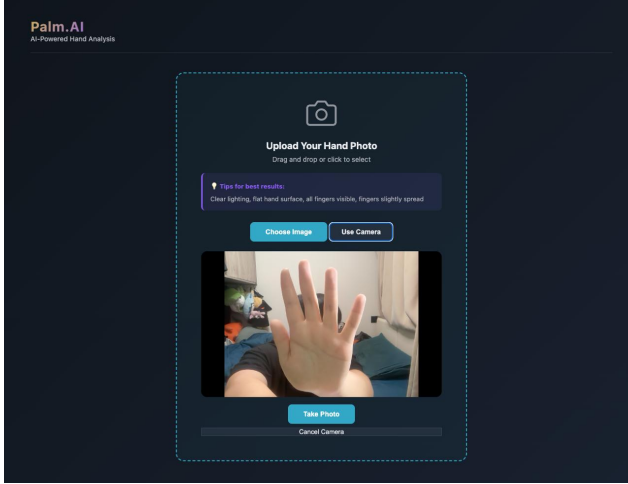 Palm.AI
AI-Powered Hand Analysis
Upload Your Hand Photo
Drag and drop or click to select
💡 Tips for best results:
Clear lighting, flat hand surface, all fingers visible, fingers slightly spread
Choose Image
Use Camera
Take Photo
Cancel Camera